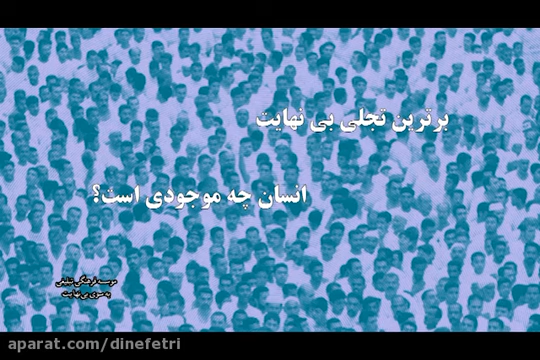 برترین تجلی بی نهایت
انسان چه موجودی است؟
موسسه فرهنگی تبلیغی
به سوی بی نهایت
aparat.com/dinefetri